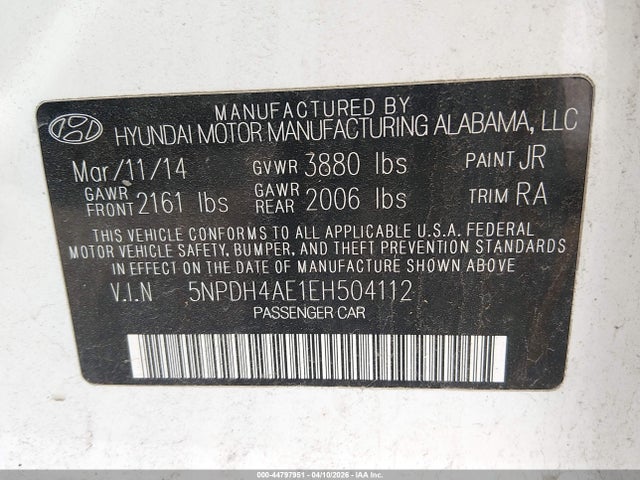 MANUFACTURED BY
HYUNDAI MOTOR MANUFACTURING ALABAMA, LLC
Mar/11/14 GVWR 3880 lbs PAINT JR
GAWR FRONT 2161 lbs GAWR REAR 2006 lbs TRIM RA
THIS VEHICLE CONFORMS TO ALL APPLICABLE U.S.A. FEDERAL
MOTOR VEHICLE SAFETY, BUMPER, AND THEFT PREVENTION STANDARDS
IN EFFECT ON THE DATE OF MANUFACTURE SHOWN ABOVE.
V.I.N 5NPDH4AE1EH504112
PASSENGER CAR
000-44797951 - 04/10/2026 - IAA Inc.